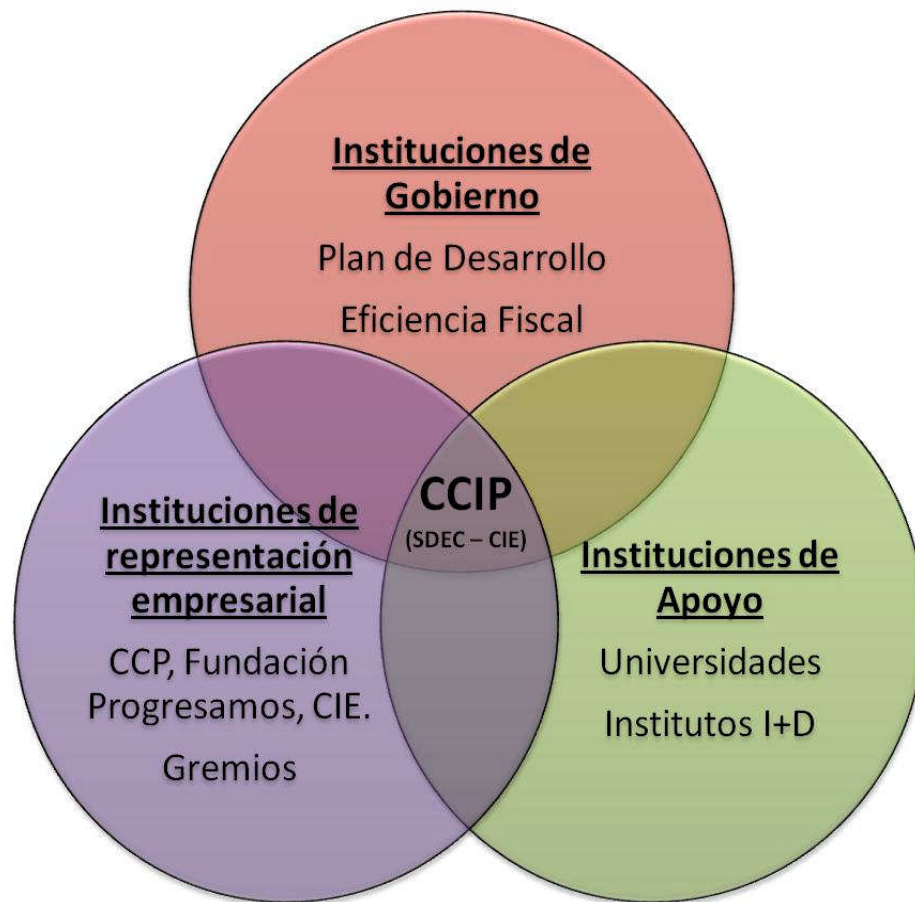 Instituciones de
Gobierno
Plan de Desarrollo
Eficiencia Fiscal
CCIP
(SDEC – CIE)
Instituciones de
representación
empresarial
CCP, Fundación
Progresamos, CIE.
Gremios
Instituciones de
Apoyo
Universidades
Institutos I+D